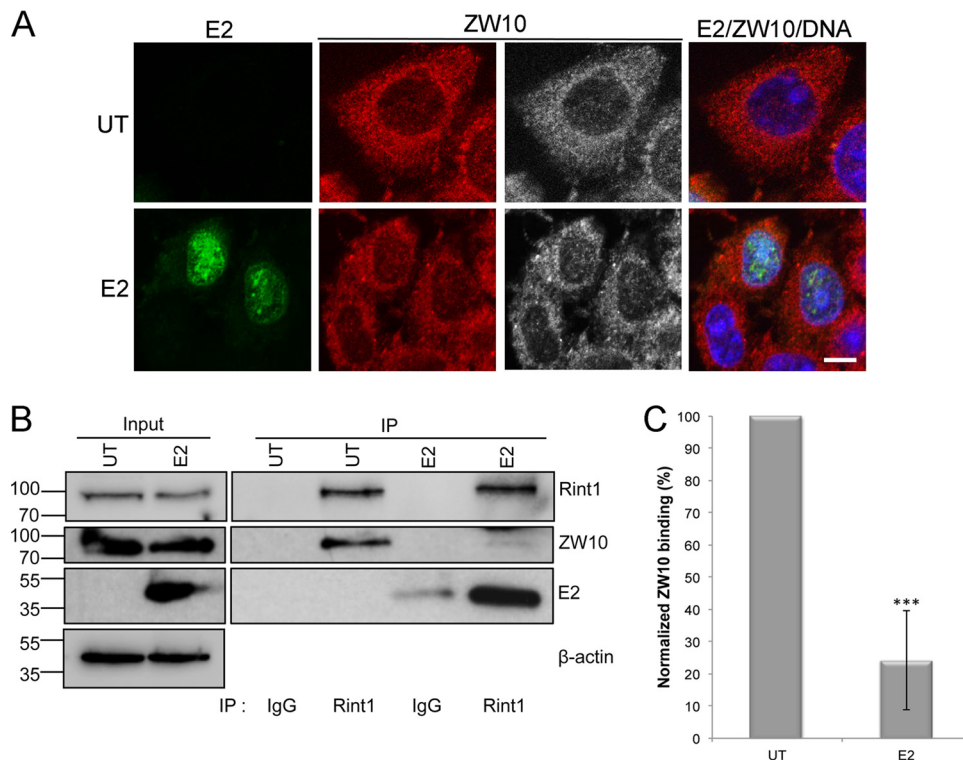 A
E2
ZW10
E2/ZW10/DNA
UT
E2
B
Input
IP
UT
E2
UT
UT
E2
E2
100
70
Rint1
100
70
ZW10
55
35
E2
55
35
β-actin
IP : IgG Rint1 IgG Rint1
C
Normalized ZW10 binding (%)
100
90
80
70
60
50
40
30
20
10
0
***
UT
E2